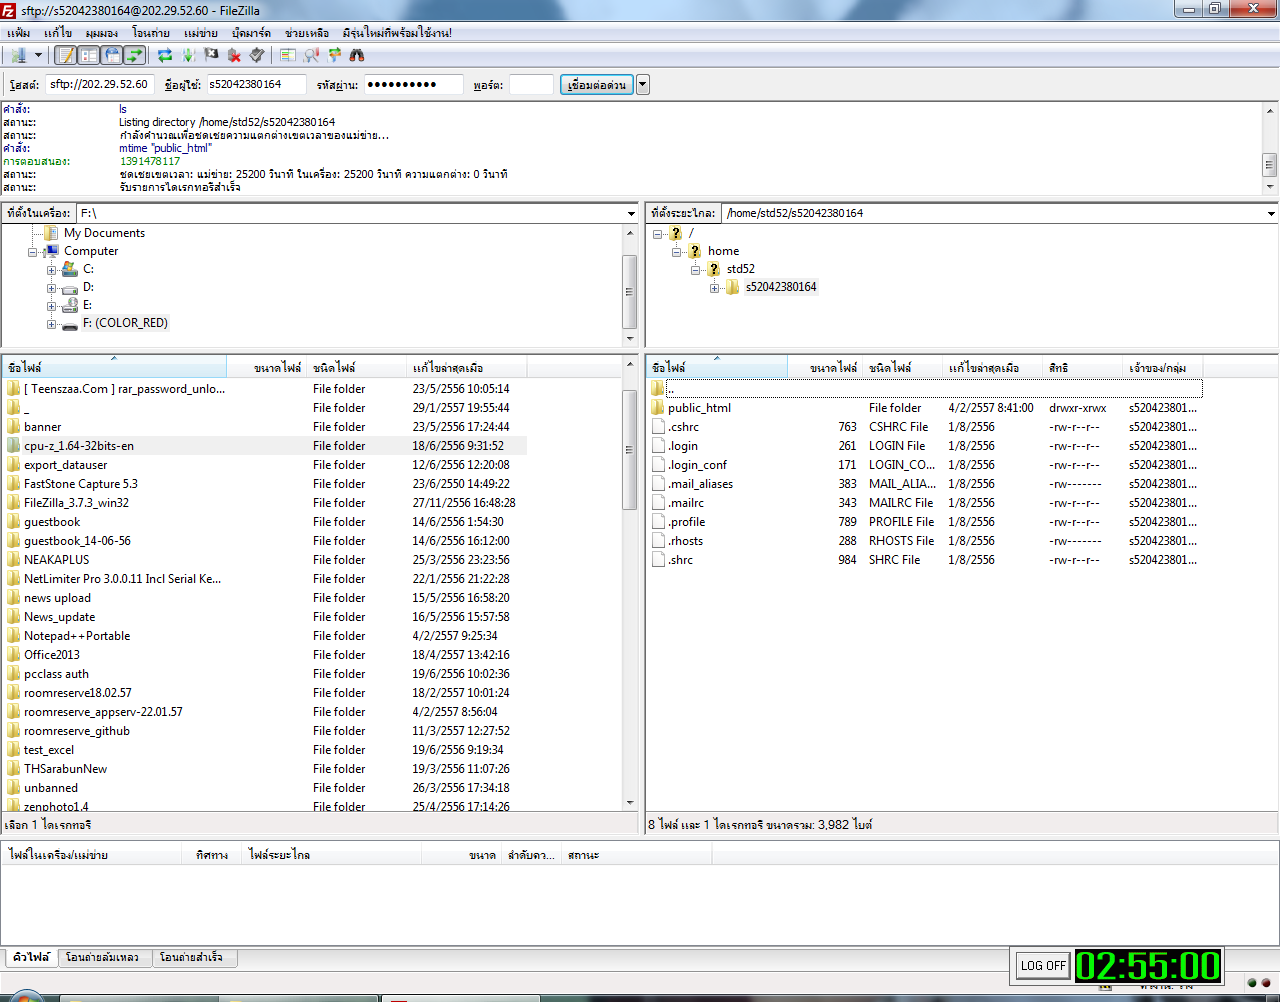 sftp://s52042380164@202.29.52.60 - FileZilla
แฟ้ม แก้ไข มุมมอง โอนถ่าย แม่ข่าย บุ๊คมาร์ค ช่วยเหลือ มีรุ่นใหม่ที่พร้อมใช้งาน!
โฮสต์: sftp://202.29.52.60 ชื่อผู้ใช้: s52042380164 รหัสผ่าน: ●●●●●●●●●● พอร์ต: เชื่อมต่อด่วน
คำสั่ง: ls
สถานะ: Listing directory /home/std52/s52042380164
สถานะ: กำลังคำนวณเพื่อชดเชยความแตกต่างเขตเวลาของแม่ข่าย...
คำสั่ง: mtime "public_html"
การตอบสนอง: 1391478117
สถานะ: ชดเชยเขตเวลา: แม่ข่าย: 25200 วินาที ในเครื่อง: 25200 วินาที ความแตกต่าง: 0 วินาที
สถานะ: รับรายการไดเรกทอรีสำเร็จ
ที่ตั้งในเครื่อง: F:\
My Documents
Computer
C:
D:
E:
F: (COLOR_RED)
ที่ตั้งระยะไกล: /home/std52/s52042380164
/
home
std52
s52042380164
ชื่อไฟล์ ขนาดไฟล์ ชนิดไฟล์ แก้ไขล่าสุดเมื่อ
[ Teenszaa.Com ] rar_password_unlo... File folder 23/5/2556 10:05:14
_ File folder 29/1/2557 19:55:44
banner File folder 23/5/2556 17:24:44
cpu-z_1.64-32bits-en File folder 18/6/2556 9:31:52
export_datauser File folder 12/6/2556 12:20:08
FastStone Capture 5.3 File folder 23/6/2550 14:49:22
FileZilla_3.7.3_win32 File folder 27/11/2556 16:48:28
guestbook File folder 14/6/2556 1:54:30
guestbook_14-06-56 File folder 14/6/2556 16:12:00
NEAKAPLUS File folder 25/3/2556 23:23:56
NetLimiter Pro 3.0.0.11 Incl Serial Ke... File folder 22/1/2556 21:22:28
news upload File folder 15/5/2556 16:58:20
News_update File folder 16/5/2556 15:57:58
Notepad++Portable File folder 4/2/2557 9:25:34
Office2013 File folder 18/4/2557 13:42:16
pcclass auth File folder 19/6/2556 10:02:36
roomreserve18.02.57 File folder 18/2/2557 10:01:24
roomreserve_appserv-22.01.57 File folder 4/2/2557 8:56:04
roomreserve_github File folder 11/3/2557 12:27:52
test_excel File folder 19/6/2556 9:19:34
THSarabunNew File folder 19/3/2556 11:07:26
unbanned File folder 26/3/2556 17:34:18
zenphoto1.4 File folder 25/4/2556 17:14:26
เลือก 1 ไดเรกทอรี
ชื่อไฟล์ ขนาดไฟล์ ชนิดไฟล์ แก้ไขล่าสุดเมื่อ สิทธิ เจ้าของ/กลุ่ม
..
public_html File folder 4/2/2557 8:41:00 drwxr-xrwx s520423801...
.cshrc 763 CSHRC File 1/8/2556 -rw-r--r-- s520423801...
.login 261 LOGIN File 1/8/2556 -rw-r--r-- s520423801...
.login_conf 171 LOGIN_CO... 1/8/2556 -rw-r--r-- s520423801...
.mail_aliases 383 MAIL_ALIA... 1/8/2556 -rw------- s520423801...
.mailrc 343 MAILRC File 1/8/2556 -rw-r--r-- s520423801...
.profile 789 PROFILE File 1/8/2556 -rw-r--r-- s520423801...
.rhosts 288 RHOSTS File 1/8/2556 -rw------- s520423801...
.shrc 984 SHRC File 1/8/2556 -rw-r--r-- s520423801...
8 ไฟล์ และ 1 ไดเรกทอรี ขนาดรวม: 3,982 ไบต์
ไฟล์ในเครื่อง/แม่ข่าย ทิศทาง ไฟล์ระยะไกล ขนาด ลำดับคว... สถานะ
คิวไฟล์ โอนถ่ายล้มเหลว โอนถ่ายสำเร็จ
LOG OFF 02:55:00